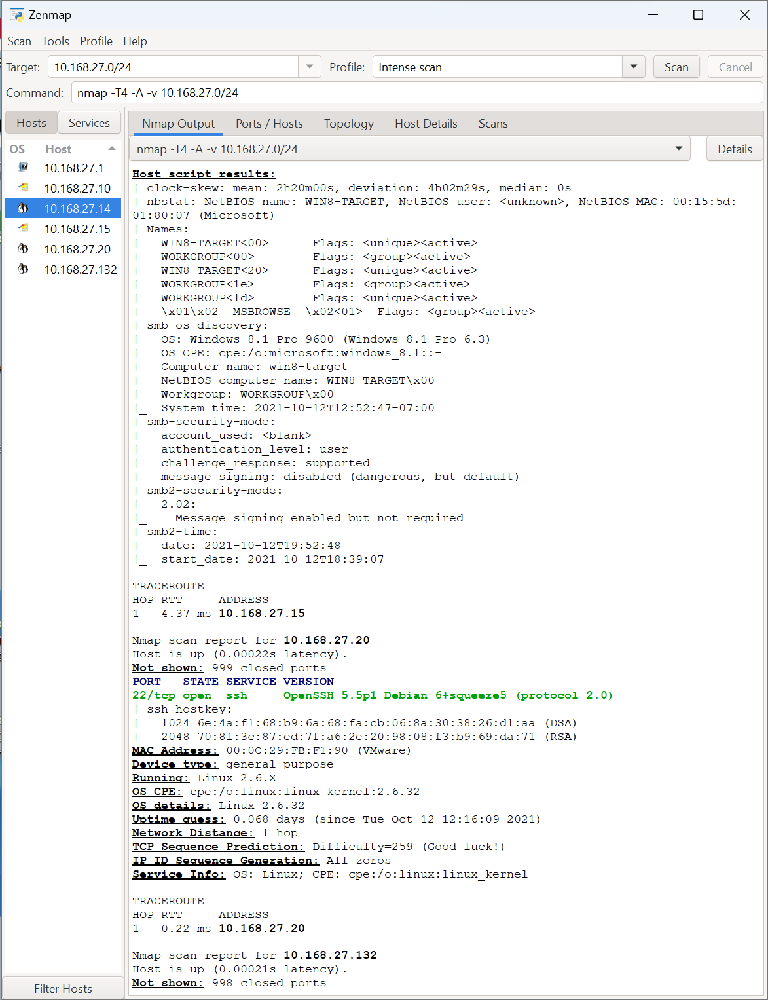 Zenmap
Scan Tools Profile Help
Target: 10.168.27.0/24 Profile: Intense scan Scan Cancel
Command: nmap -T4 -A -v 10.168.27.0/24
Hosts Services
OS Host
10.168.27.1
10.168.27.10
10.168.27.14
10.168.27.15
10.168.27.20
10.168.27.132
Filter Hosts
Nmap Output Ports / Hosts Topology Host Details Scans
nmap -T4 -A -v 10.168.27.0/24 Details
Host script results:
|_clock-skew: mean: 2h20m00s, deviation: 4h02m29s, median: 0s
| nbstat: NetBIOS name: WIN8-TARGET, NetBIOS user: <unknown>, NetBIOS MAC: 00:15:5d:
01:80:07 (Microsoft)
| Names:
|   WIN8-TARGET<00>      Flags: <unique><active>
|   WORKGROUP<00>        Flags: <group><active>
|   WIN8-TARGET<20>      Flags: <unique><active>
|   WORKGROUP<1e>        Flags: <group><active>
|   WORKGROUP<1d>        Flags: <unique><active>
|_  \x01\x02__MSBROWSE__\x02<01>  Flags: <group><active>
| smb-os-discovery:
|   OS: Windows 8.1 Pro 9600 (Windows 8.1 Pro 6.3)
|   OS CPE: cpe:/o:microsoft:windows_8.1::-
|   Computer name: win8-target
|   NetBIOS computer name: WIN8-TARGET\x00
|   Workgroup: WORKGROUP\x00
|_  System time: 2021-10-12T12:52:47-07:00
| smb-security-mode:
|   account_used: <blank>
|   authentication_level: user
|   challenge_response: supported
|_  message_signing: disabled (dangerous, but default)
| smb2-security-mode:
|   2.02:
|_    Message signing enabled but not required
| smb2-time:
|   date: 2021-10-12T19:52:48
|_  start_date: 2021-10-12T18:39:07
TRACEROUTE
HOP RTT     ADDRESS
1   4.37 ms 10.168.27.15
Nmap scan report for 10.168.27.20
Host is up (0.00022s latency).
Not shown: 999 closed ports
PORT   STATE SERVICE VERSION
22/tcp open  ssh     OpenSSH 5.5p1 Debian 6+squeeze5 (protocol 2.0)
| ssh-hostkey:
|   1024 6e:4a:f1:68:b9:6a:68:fa:cb:06:8a:30:38:26:d1:aa (DSA)
|_  2048 70:8f:3c:87:ed:7f:a6:2e:20:98:08:f3:b9:69:da:71 (RSA)
MAC Address: 00:0C:29:FB:F1:90 (VMware)
Device type: general purpose
Running: Linux 2.6.X
OS CPE: cpe:/o:linux:linux_kernel:2.6.32
OS details: Linux 2.6.32
Uptime guess: 0.068 days (since Tue Oct 12 12:16:09 2021)
Network Distance: 1 hop
TCP Sequence Prediction: Difficulty=259 (Good luck!)
IP ID Sequence Generation: All zeros
Service Info: OS: Linux; CPE: cpe:/o:linux:linux_kernel
TRACEROUTE
HOP RTT     ADDRESS
1   0.22 ms 10.168.27.20
Nmap scan report for 10.168.27.132
Host is up (0.00021s latency).
Not shown: 998 closed ports